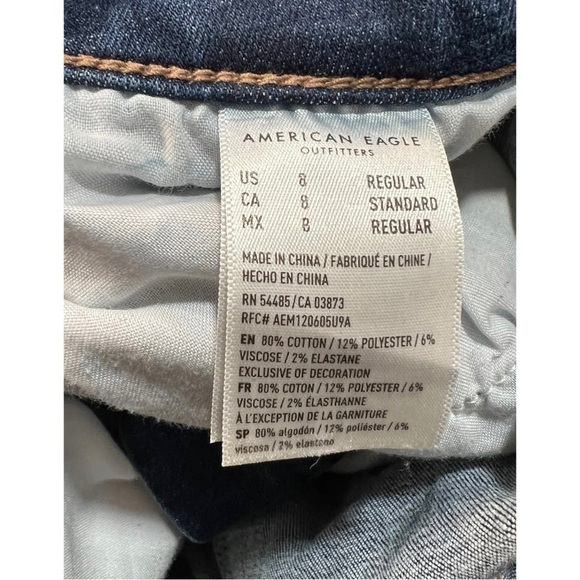 AMERICAN EAGLE
OUTFITTERS
US 8 REGULAR
CA 8 STANDARD
MX 8 REGULAR
MADE IN CHINA / FABRIQUÉ EN CHINE /
HECHO EN CHINA
RN 54485/CA 03873
RFC# AEM120605U9A
EN 80% COTTON / 12% POLYESTER / 6%
VISCOSE / 2% ELASTANE
EXCLUSIVE OF DECORATION
FR 80% COTON / 12% POLYESTER / 6%
VISCOSE / 2% ÉLASTHANNE
À L'EXCEPTION DE LA GARNITURE
SP 80% algodón / 12% poliéster / 6%
viscosa / 2% elastano